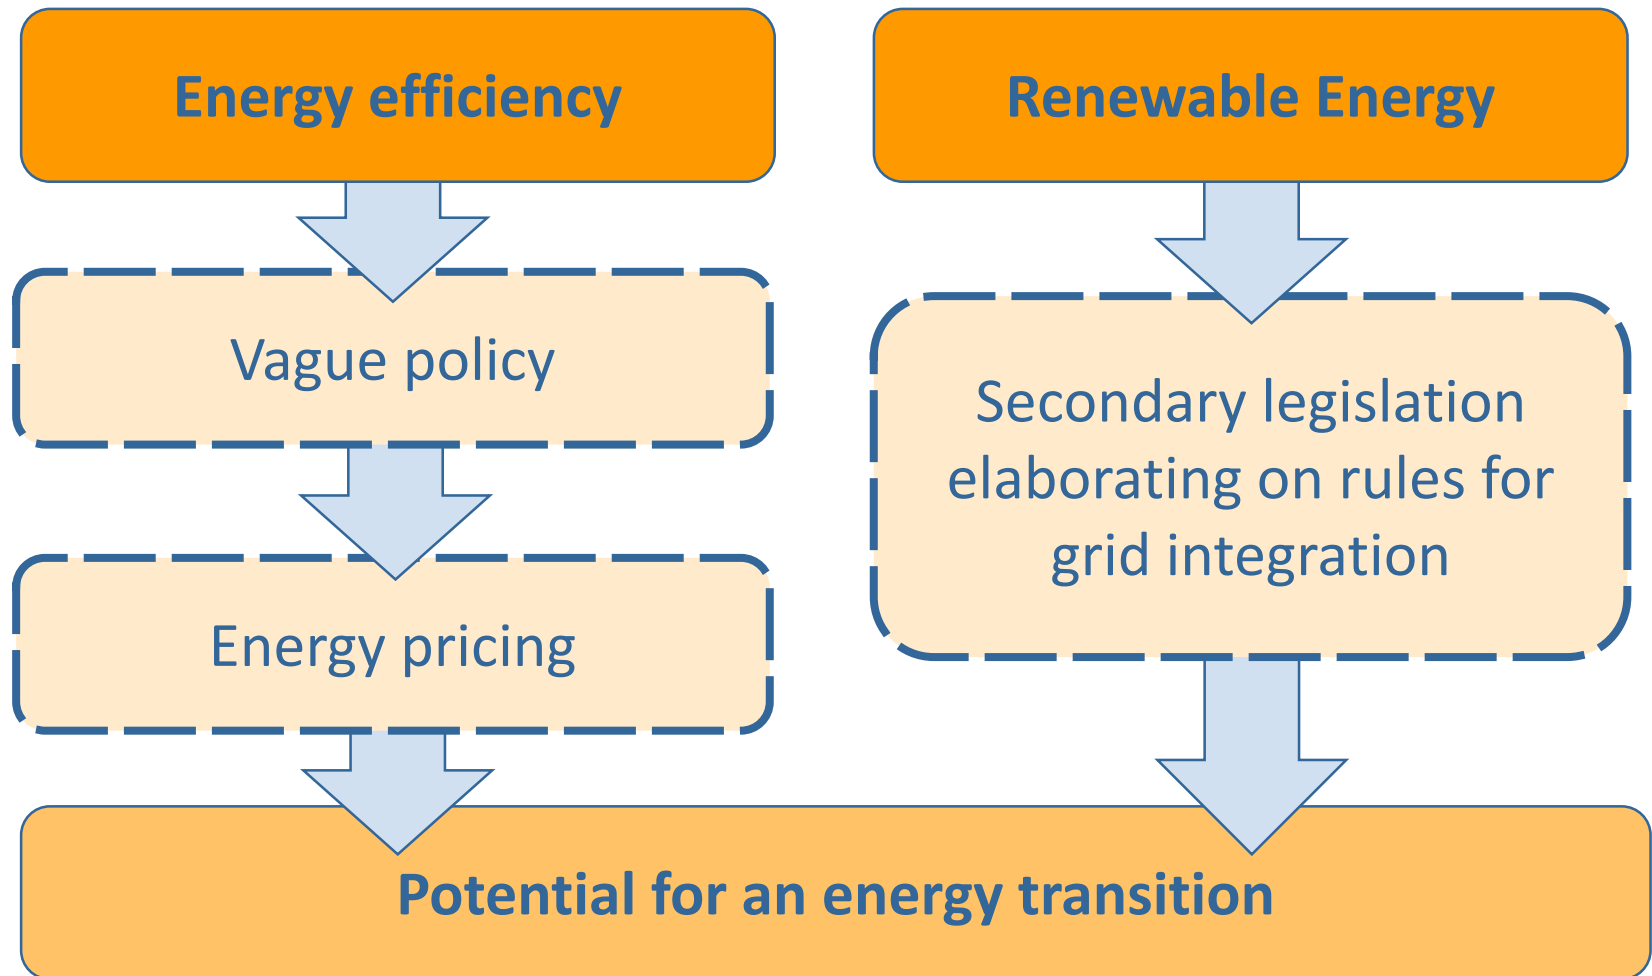 Energy efficiency
Vague policy
Energy pricing
Renewable Energy
Secondary legislation
elaborating on rules for
grid integration
Potential for an energy transition